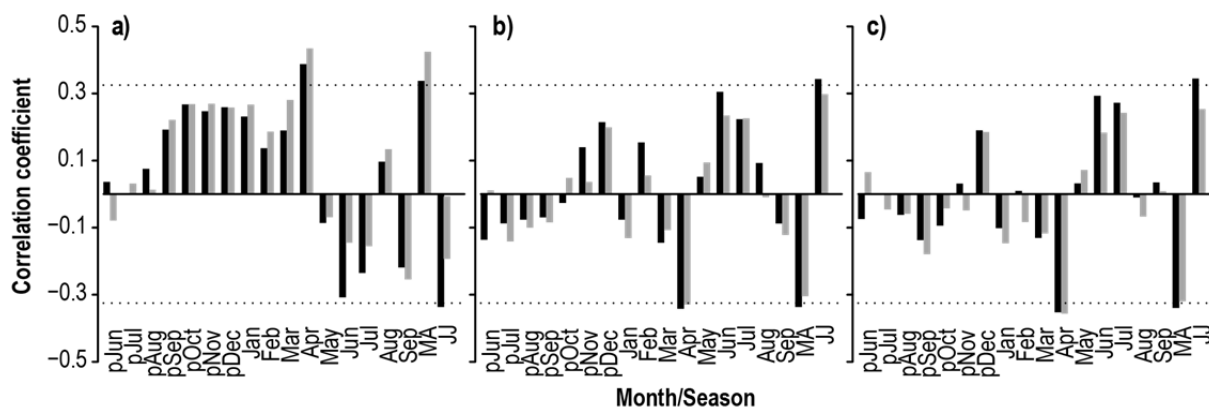 a)
b)
c)
Correlation coefficient
0.5
0.3
0.1
−0.1
−0.3
−0.5
pJun pJul pAug pSep pOct pNov pDec Jan Feb Mar Apr May Jun Jul Aug Sep MA JJ
pJun pJul pAug pSep pOct pNov pDec Jan Feb Mar Apr May Jun Jul Aug Sep MA JJ
pJun pJul pAug pSep pOct pNov pDec Jan Feb Mar Apr May Jun Jul Aug Sep MA JJ
Month/Season